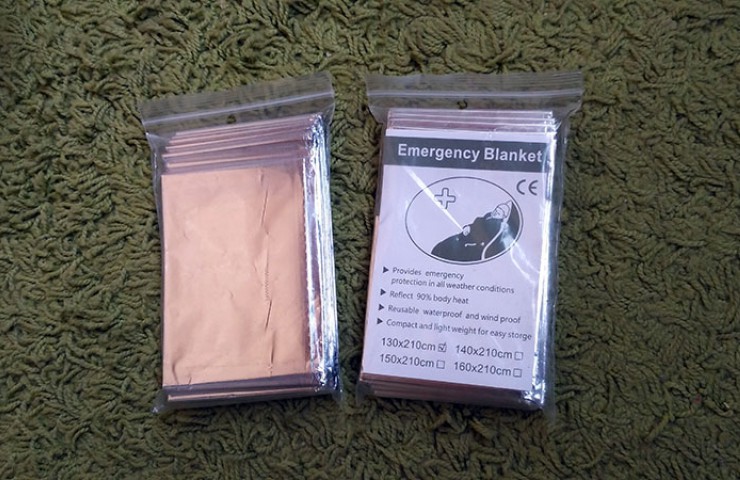 Emergency Blanket
CE
▶ Provides emergency
protection in all weather conditions
▶ Reflect 90% body heat
▶ Reusable waterproof and wind proof
▶ Compact and light weight for easy storge
130x210cm ☑ 140x210cm ☐
150x210cm ☐ 160x210cm ☐